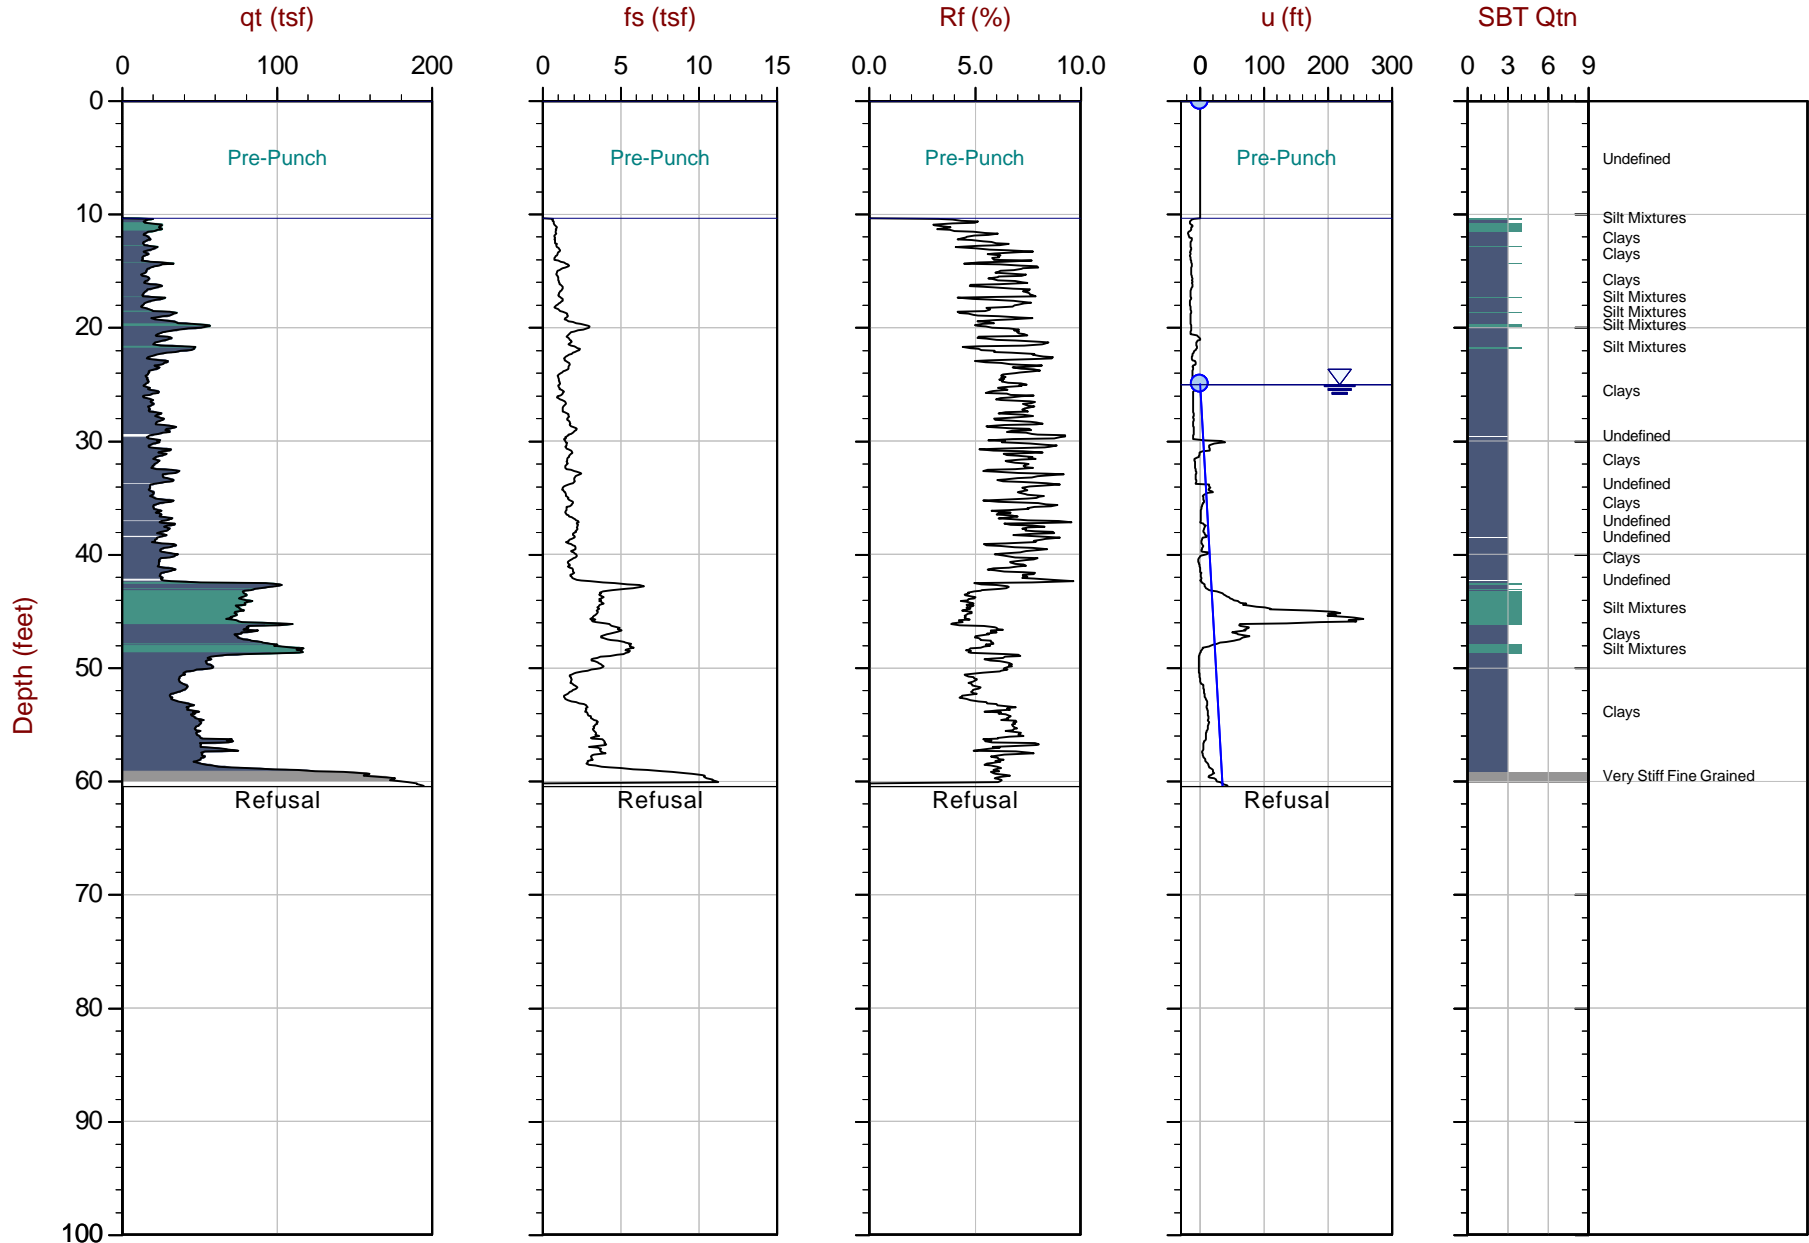 qt (tsf) fs (tsf) Rf (%) u (ft) SBT Qtn
0 100 200 0 5 10 15 0.0 5.0 10.0 0 0 100 200 300 0 3 6 9
0
Pre-Punch Pre-Punch Pre-Punch Pre-Punch Undefined
10
Silt Mixtures
Clays
Clays
Clays
Silt Mixtures
Silt Mixtures
20
Silt Mixtures
Silt Mixtures
Clays
30
Undefined
Clays
Undefined
Clays
Undefined
Undefined
40
Clays
Undefined
Silt Mixtures
Clays
Silt Mixtures
50
Depth (feet)
Clays
60
Very Stiff Fine Grained
Refusal Refusal Refusal Refusal
70
80
90
100